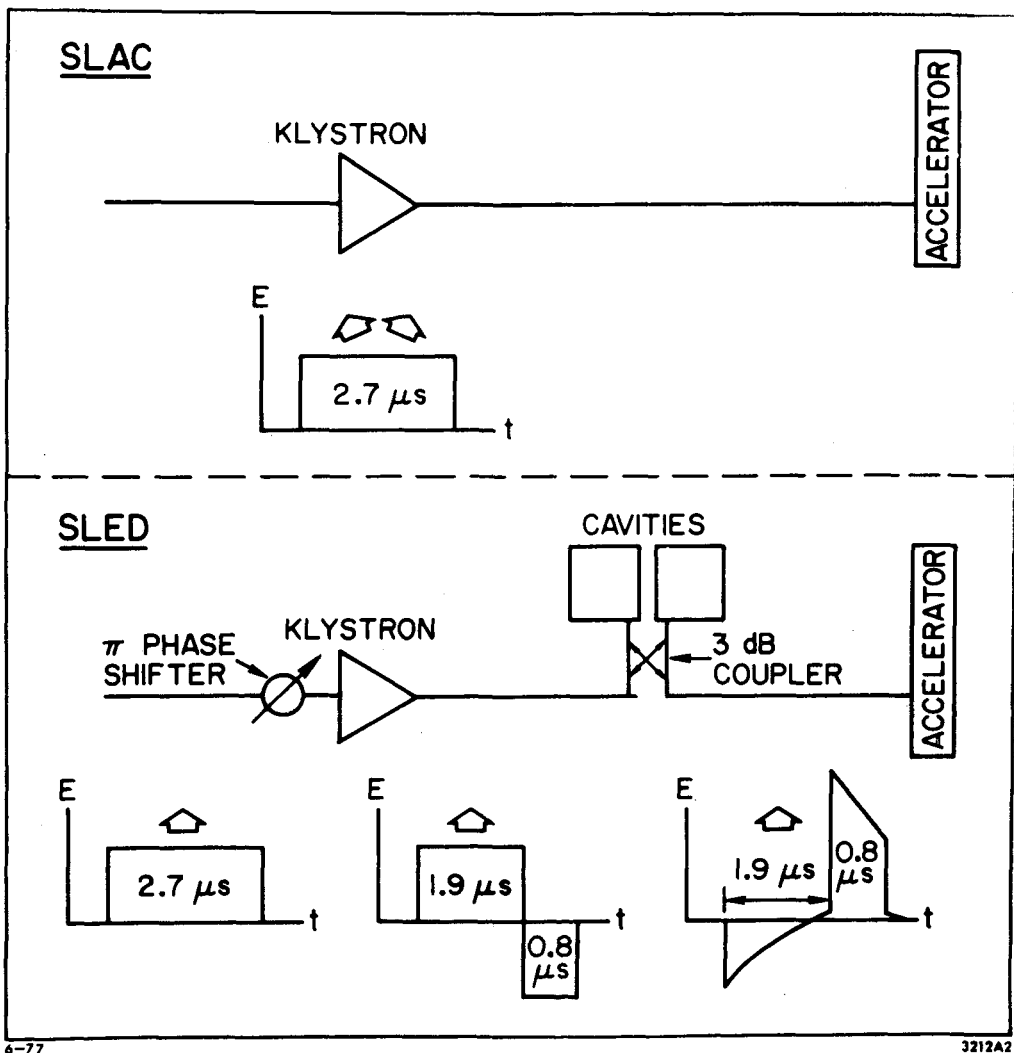 SLAC
KLYSTRON
ACCELERATOR
E
2.7 μs
t
SLED
CAVITIES
π PHASE
SHIFTER
KLYSTRON
3 dB
COUPLER
ACCELERATOR
E
2.7 μs
t
E
1.9 μs
t
0.8
μs
E
1.9 μs
0.8
μs
t
6-77
3212A2